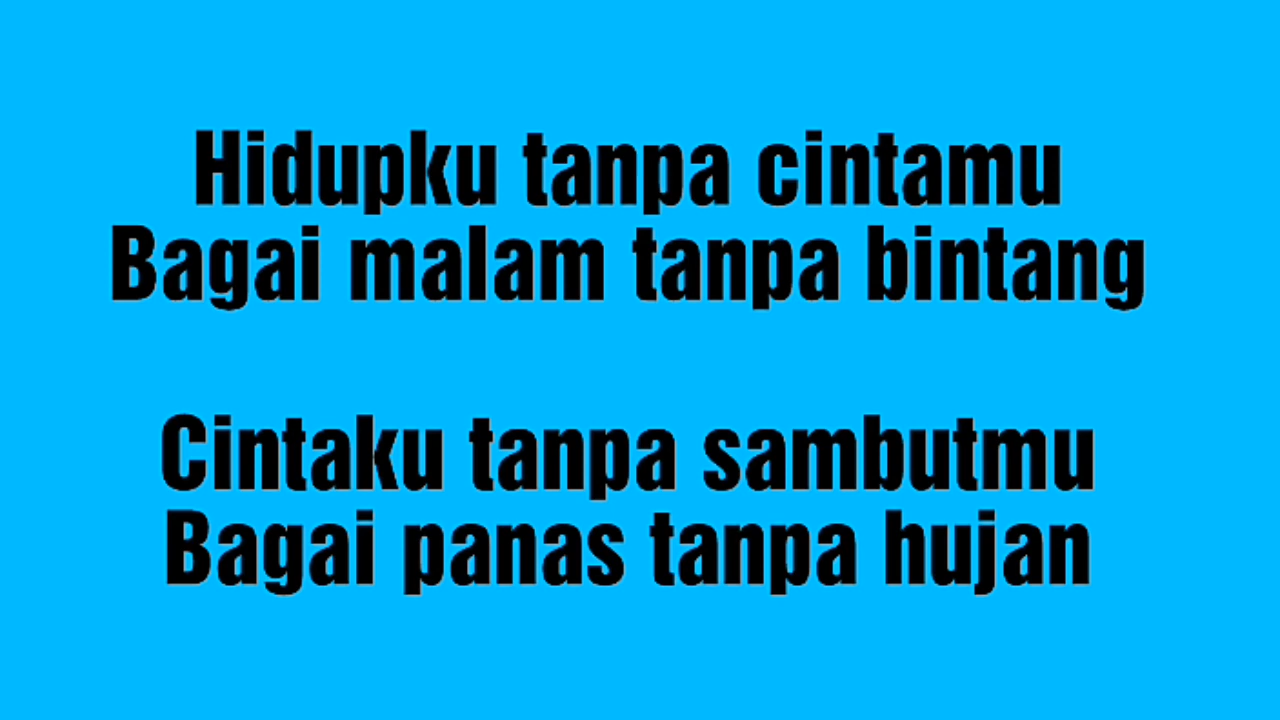 Hidupku tanpa cintamu
Bagai malam tanpa bintang
Cintaku tanpa sambutmu
Bagai panas tanpa hujan